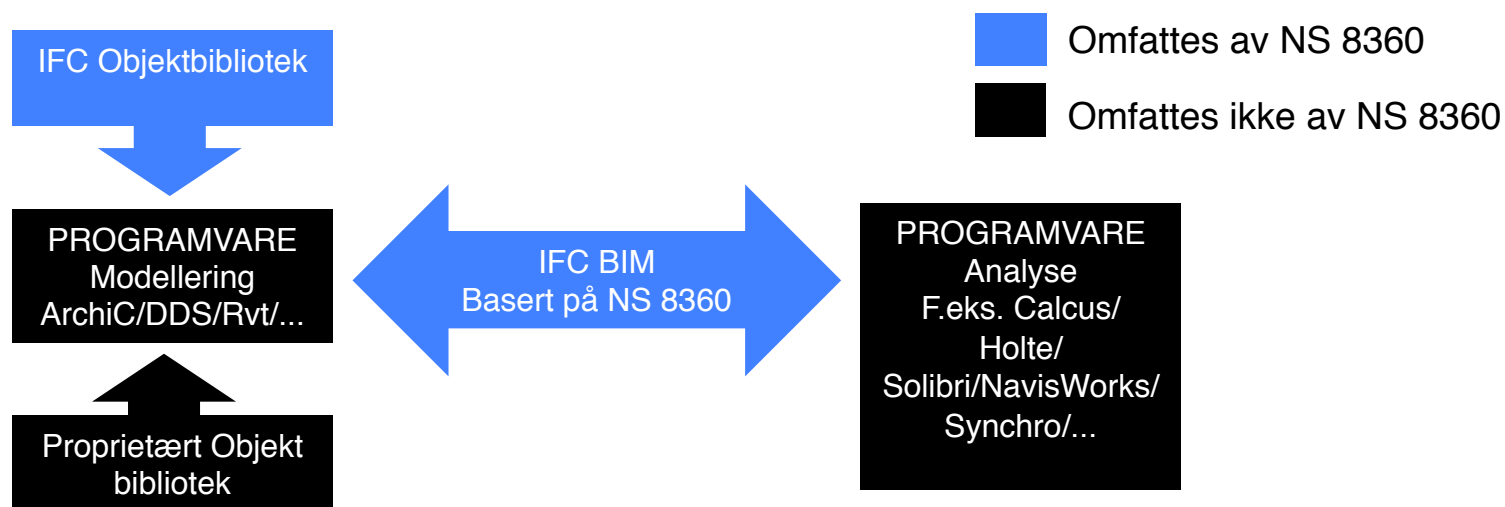 IFC Objektbibliotek
Omfattes av NS 8360
Omfattes ikke av NS 8360
PROGRAMVARE
Modellering
ArchiC/DDS/Rvt/...
IFC BIM
Basert på NS 8360
PROGRAMVARE
Analyse
F.eks. Calcus/
Holte/
Solibri/NavisWorks/
Synchro/...
Proprietært Objekt
bibliotek